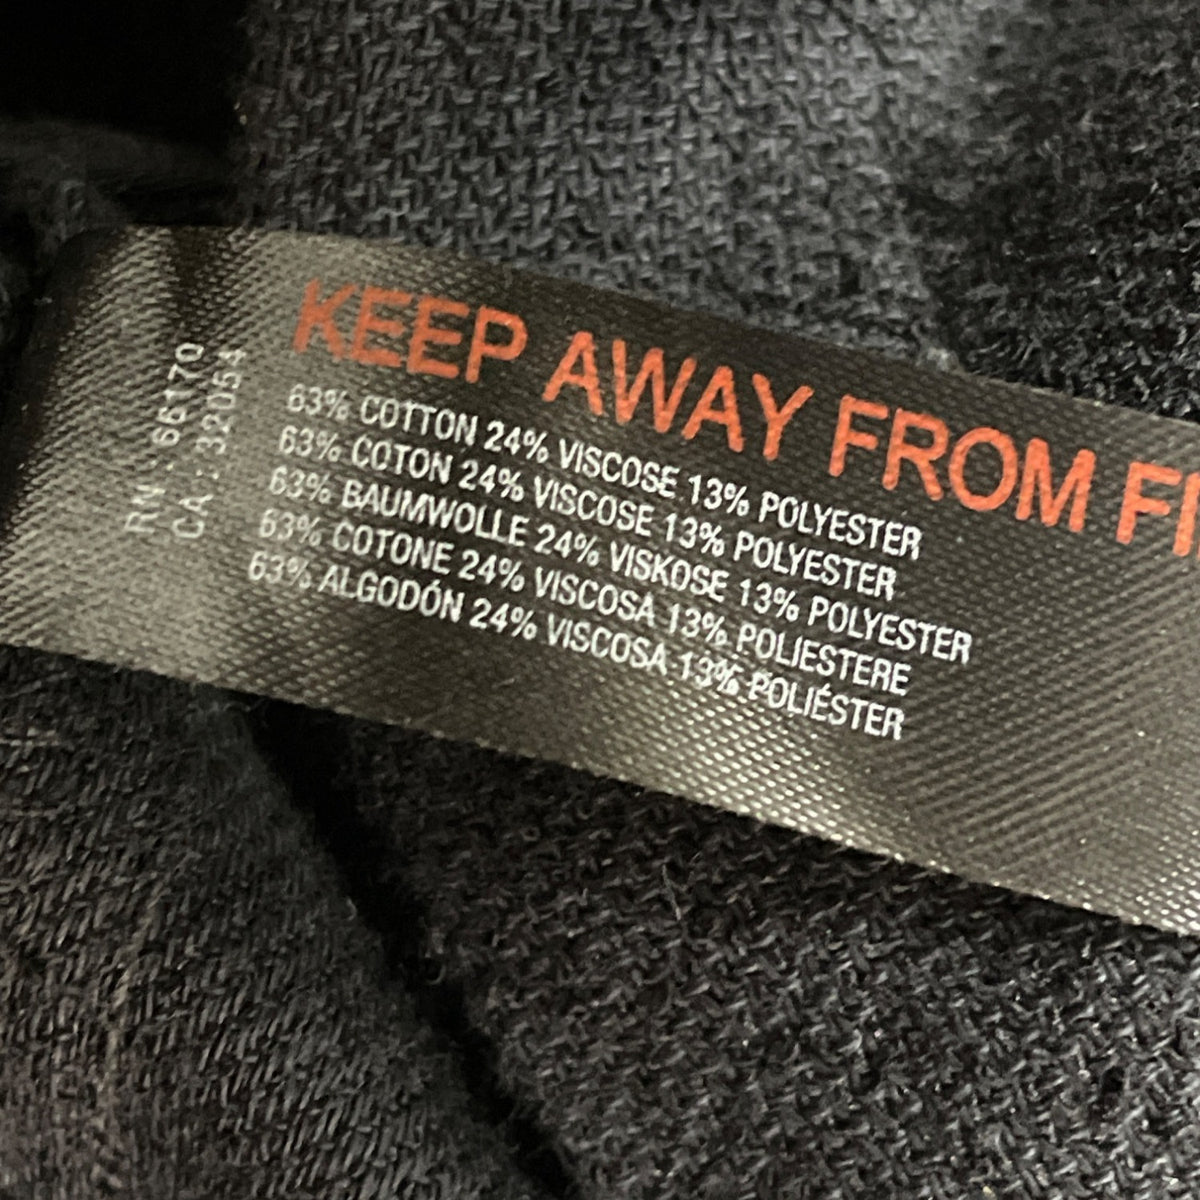 KEEP AWAY FROM FI
63% COTTON 24% VISCOSE 13% POLYESTER
63% COTON 24% VISCOSE 13% POLYESTER
63% BAUMWOLLE 24% VISKOSE 13% POLYESTER
63% COTONE 24% VISCOSA 13% POLIESTERE
63% ALGODÓN 24% VISCOSA 13% POLIÉSTER
RN : 66170
CA : 32054